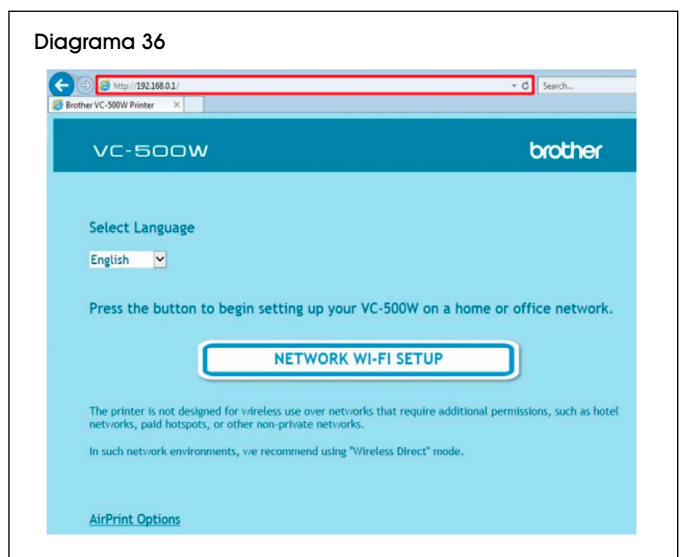 Diagrama 36
http://192.168.0.1/
Search...
Brother VC-500W Printer
VC-500W
brother
Select Language
English
Press the button to begin setting up your VC-500W on a home or office network.
NETWORK WI-FI SETUP
The printer is not designed for wireless use over networks that require additional permissions, such as hotel
networks, paid hotspots, or other non-private networks.
In such network environments, we recommend using "Wireless Direct" mode.
AirPrint Options